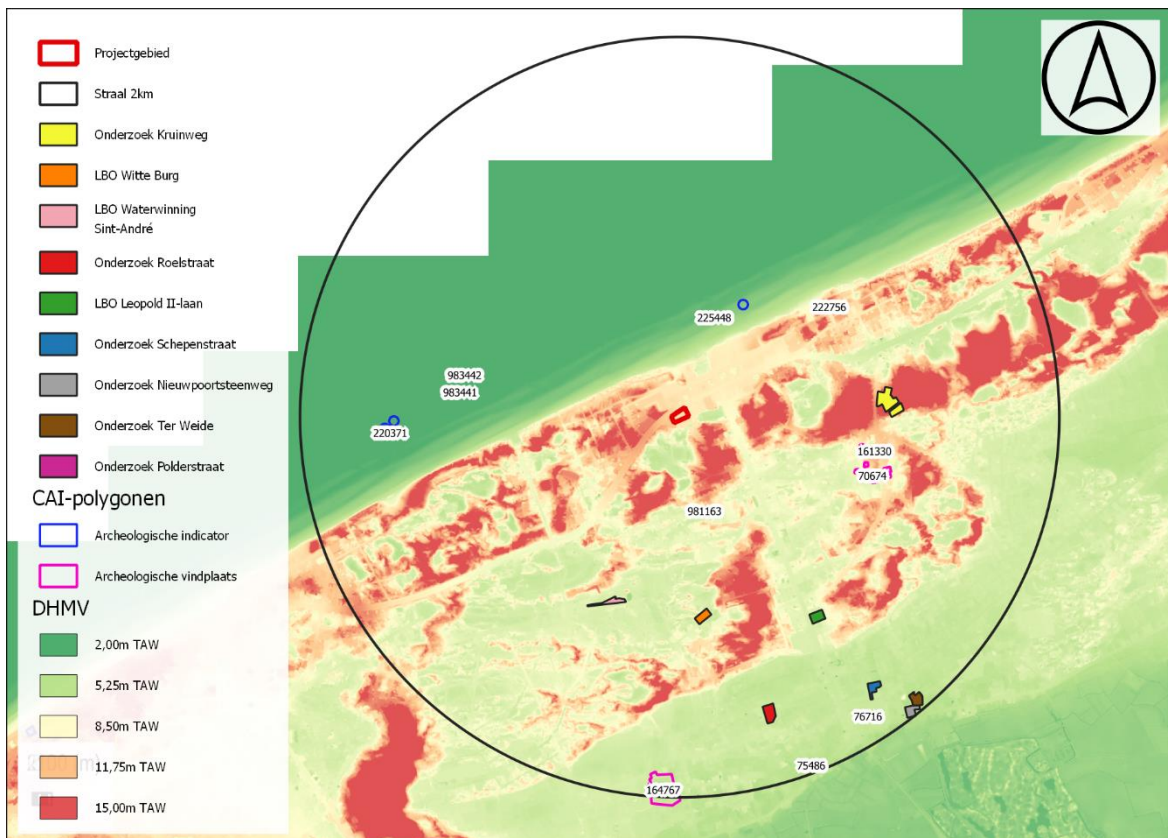 Projectgebied
Straal 2km
Onderzoek Kruinweg
LBO Witte Burg
LBO Waterwinning
Sint-André
Onderzoek Roelstraat
LBO Leopold II-laan
Onderzoek Schepenstraat
Onderzoek Nieuwpoortsteenweg
Onderzoek Ter Weide
Onderzoek Polderstraat
CAI-polygonen
Archeologische indicator
Archeologische vindplaats
DHMV
2,00m TAW
5,25m TAW
8,50m TAW
11,75m TAW
15,00m TAW
222756
225448
983442
983441
220371
161330
70674
981163
76716
75486
164767